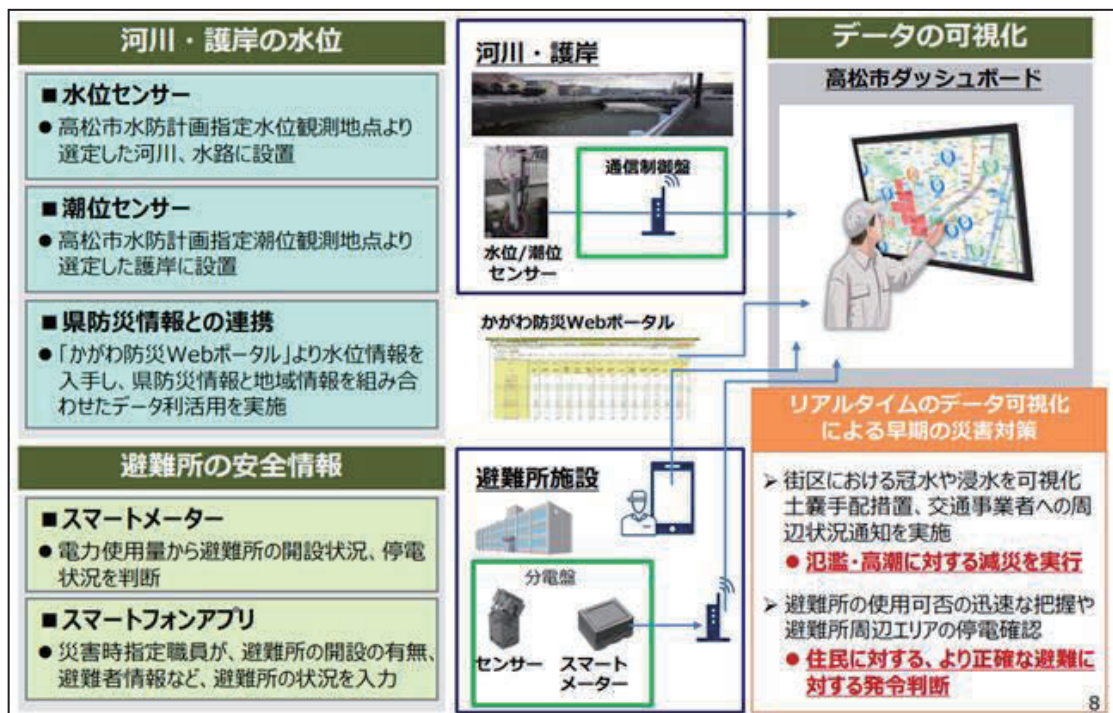 河川・護岸の水位
■水位センサー
● 高松市水防計画指定水位観測地点より
選定した河川、水路に設置
■潮位センサー
● 高松市水防計画指定潮位観測地点より
選定した護岸に設置
■県防災情報との連携
● 「かがわ防災Webポータル」より水位情報を
入手し、県防災情報と地域情報を組み合
わせたデータ利活用を実施
避難所の安全情報
■スマートメーター
● 電力使用量から避難所の開設状況、停電
状況を判断
■スマートフォンアプリ
● 災害時指定職員が、避難所の開設の有無、
避難者情報など、避難所の状況を入力
河川・護岸
通信制御盤
水位/潮位
センサー
かがわ防災Webポータル
避難所施設
分電盤
センサー
スマート
メーター
データの可視化
高松市ダッシュボード
リアルタイムのデータ可視化
による早期の災害対策
➢ 街区における冠水や浸水を可視化
土嚢手配措置、交通事業者への周
辺状況通知を実施
● 氾濫・高潮に対する減災を実行
➢ 避難所の使用可否の迅速な把握や
避難所周辺エリアの停電確認
● 住民に対する、より正確な避難に
対する発令判断
8